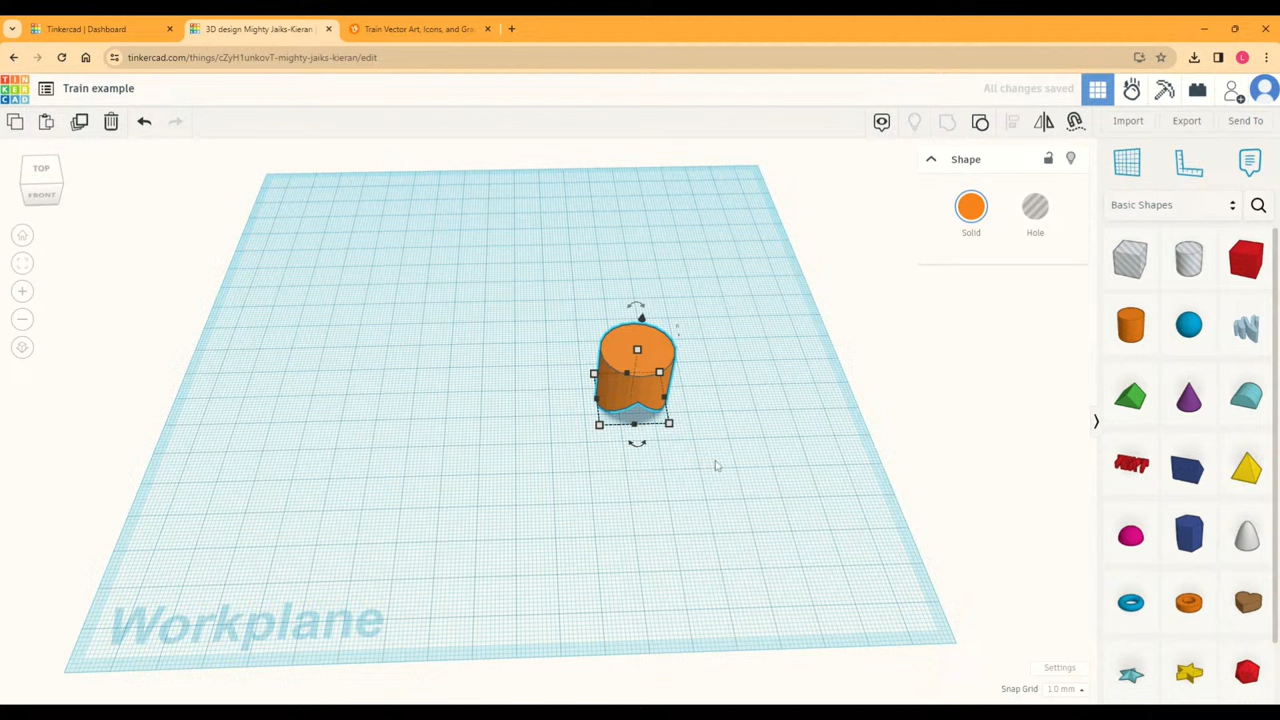 Tinkercad | Dashboard
3D design Mighty Jaiks-Kieran
Train Vector Art, Icons, and Gra
tinkercad.com/things/cZyH1unkovT-mighty-jaiks-kieran/edit
L
TIN
KER
CAD
Train example
All changes saved
Import
Export
Send To
TOP
FRONT
Shape
Solid
Hole
Basic Shapes
TEXT
Workplane
Settings
Snap Grid 1.0 mm